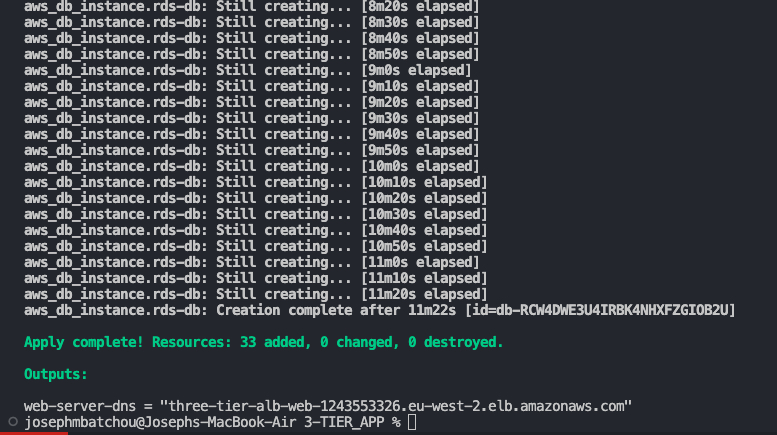 aws_db_instance.rds-db: Still creating... [8m20s elapsed]
aws_db_instance.rds-db: Still creating... [8m30s elapsed]
aws_db_instance.rds-db: Still creating... [8m40s elapsed]
aws_db_instance.rds-db: Still creating... [8m50s elapsed]
aws_db_instance.rds-db: Still creating... [9m0s elapsed]
aws_db_instance.rds-db: Still creating... [9m10s elapsed]
aws_db_instance.rds-db: Still creating... [9m20s elapsed]
aws_db_instance.rds-db: Still creating... [9m30s elapsed]
aws_db_instance.rds-db: Still creating... [9m40s elapsed]
aws_db_instance.rds-db: Still creating... [9m50s elapsed]
aws_db_instance.rds-db: Still creating... [10m0s elapsed]
aws_db_instance.rds-db: Still creating... [10m10s elapsed]
aws_db_instance.rds-db: Still creating... [10m20s elapsed]
aws_db_instance.rds-db: Still creating... [10m30s elapsed]
aws_db_instance.rds-db: Still creating... [10m40s elapsed]
aws_db_instance.rds-db: Still creating... [10m50s elapsed]
aws_db_instance.rds-db: Still creating... [11m0s elapsed]
aws_db_instance.rds-db: Still creating... [11m10s elapsed]
aws_db_instance.rds-db: Still creating... [11m20s elapsed]
aws_db_instance.rds-db: Creation complete after 11m22s [id=db-RCW4DWE3U4IRBK4NHXFZGIOB2U]
Apply complete! Resources: 33 added, 0 changed, 0 destroyed.
Outputs:
web-server-dns = "three-tier-alb-web-1243553326.eu-west-2.elb.amazonaws.com"
josephmbatchou@Josephs-MacBook-Air 3-TIER_APP %